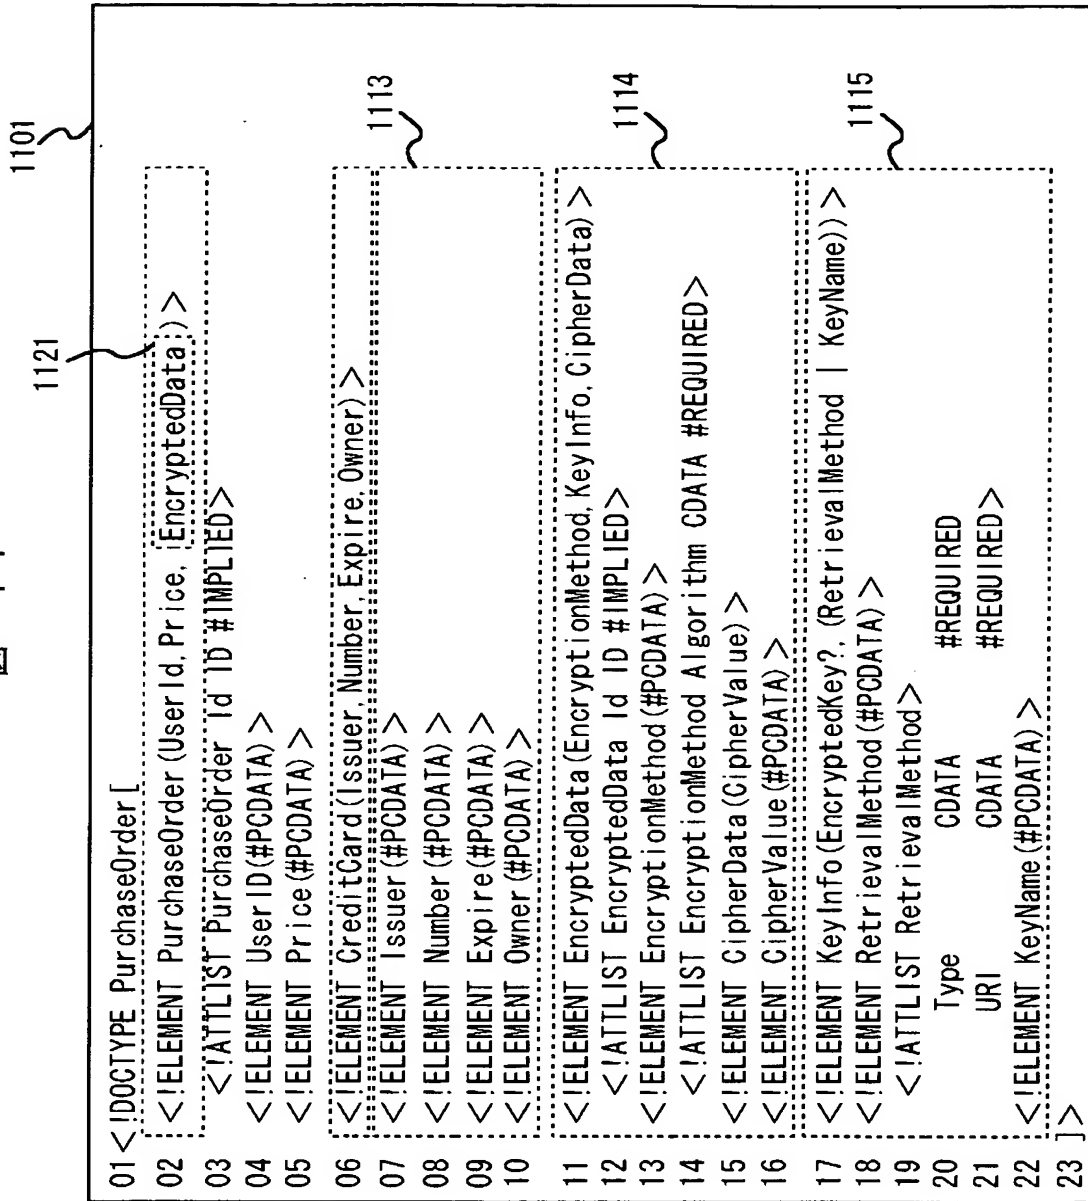 1101
1121
01<!DOCTYPE PurchaseOrder[
02 <!ELEMENT PurchaseOrder(UserId,Price, EncryptedData)>
03 <!ATTLIST PurchaseOrder Id ID #IMPLIED>
04 <!ELEMENT UserID(#PCDATA)>
05 <!ELEMENT Price(#PCDATA)>
06 <!ELEMENT CreditCard(Issuer,Number,Expire,Owner)>
1113
07 <!ELEMENT Issuer(#PCDATA)>
08 <!ELEMENT Number(#PCDATA)>
09 <!ELEMENT Expire(#PCDATA)>
10 <!ELEMENT Owner(#PCDATA)>
1114
11 <!ELEMENT EncryptedData(EncryptionMethod,KeyInfo,CipherData)>
12 <!ATTLIST EncryptedData Id ID #IMPLIED>
13 <!ELEMENT EncryptionMethod(#PCDATA)>
14 <!ATTLIST EncryptionMethod Algorithm CDATA #REQUIRED>
15 <!ELEMENT CipherData(CipherValue)>
16 <!ELEMENT CipherValue(#PCDATA)>
1115
17 <!ELEMENT KeyInfo(EncryptedKey?,(RetrievalMethod | KeyName))>
18 <!ELEMENT RetrievalMethod(#PCDATA)>
19 <!ATTLIST RetrievalMethod>
20 Type CDATA #REQUIRED
21 URI CDATA #REQUIRED>
22 <!ELEMENT KeyName(#PCDATA)>
23 ]>